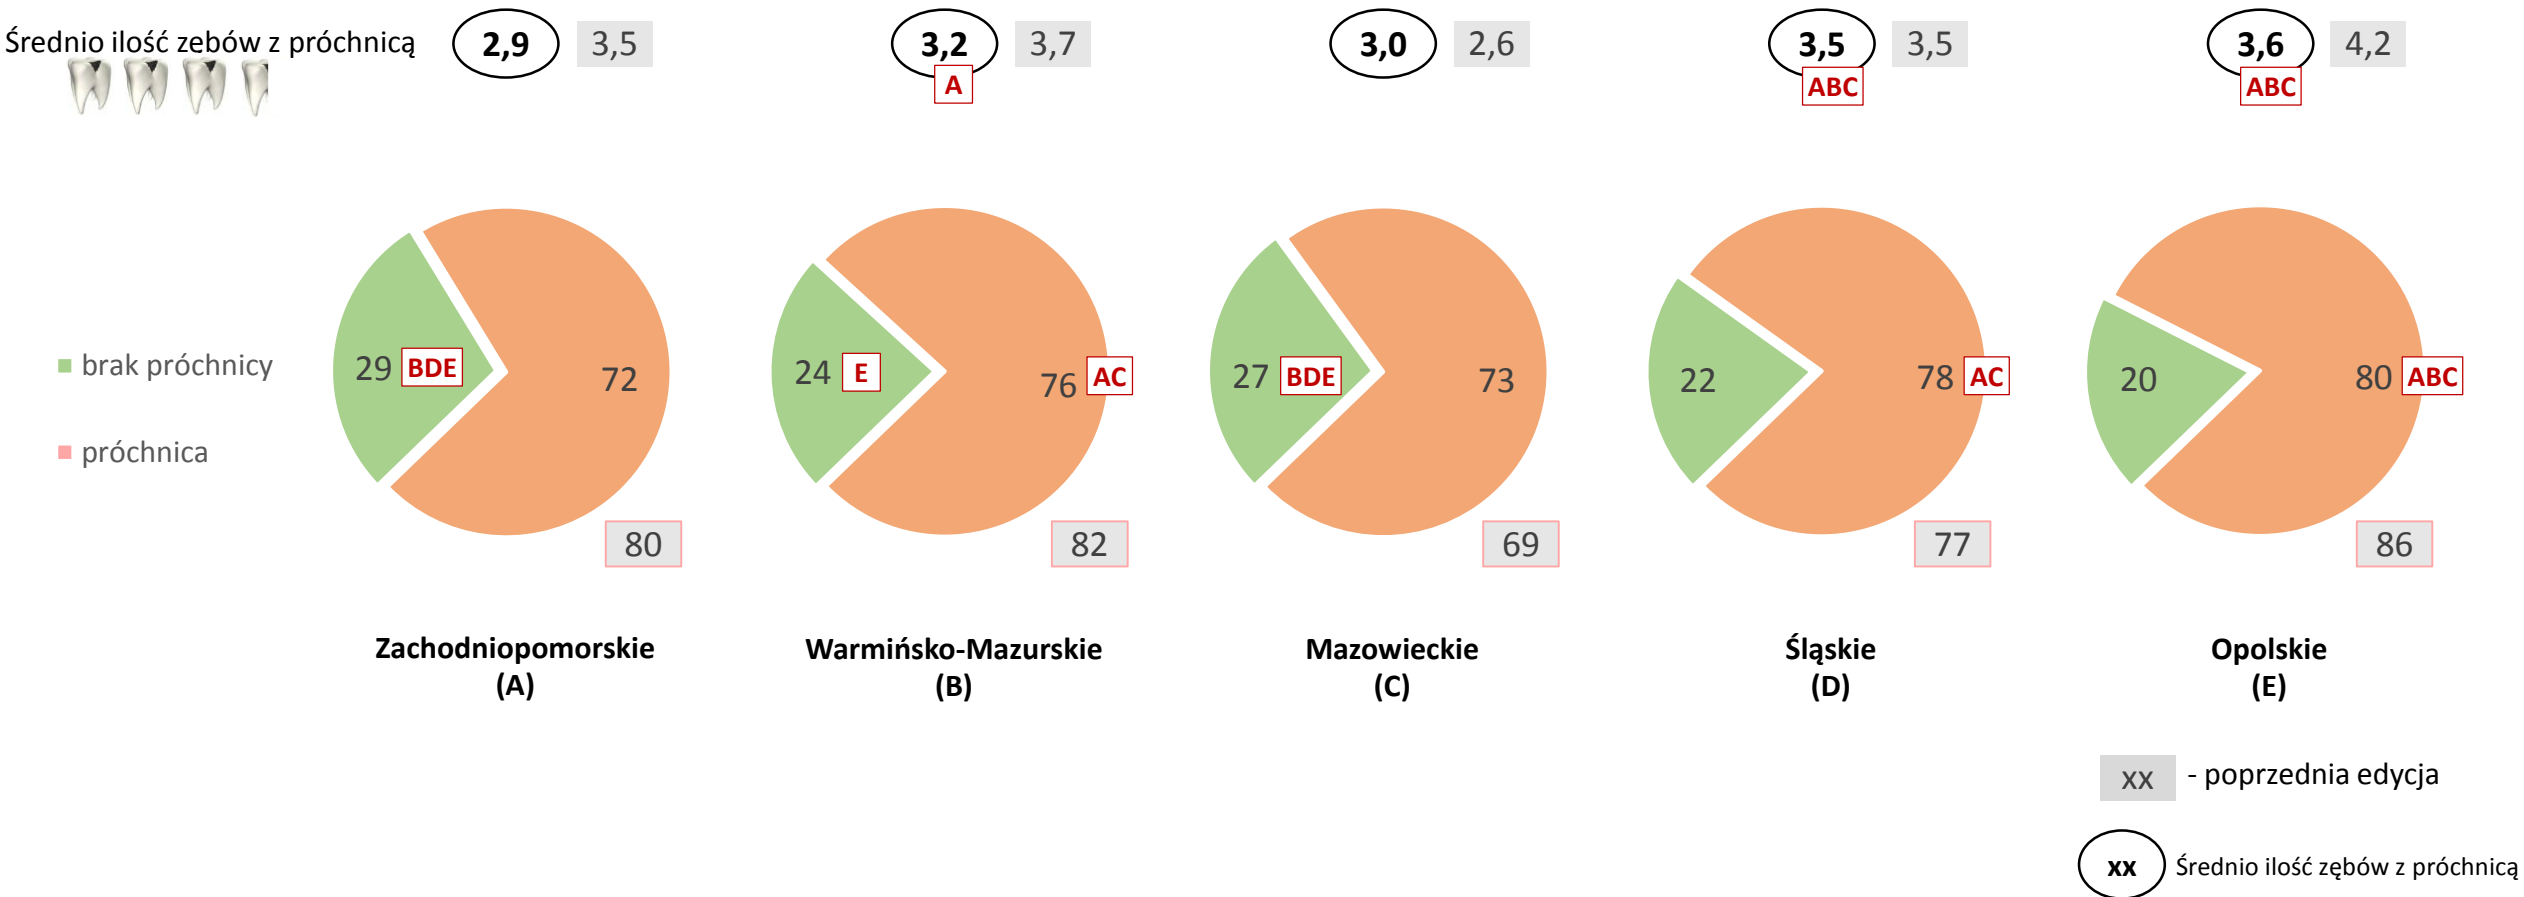 Średnio ilość zebów z próchnicą
2,9 3,5
3,2 3,7
A
3,0 2,6
3,5 3,5
ABC
3,6 4,2
ABC
brak próchnicy
próchnica
29 BDE 72
80
24 E 76 AC
82
27 BDE 73
69
22 78 AC
77
20 80 ABC
86
Zachodniopomorskie
(A)
Warmińsko-Mazurskie
(B)
Mazowieckie
(C)
Śląskie
(D)
Opolskie
(E)
xx - poprzednia edycja
xx Średnio ilość zębów z próchnicą